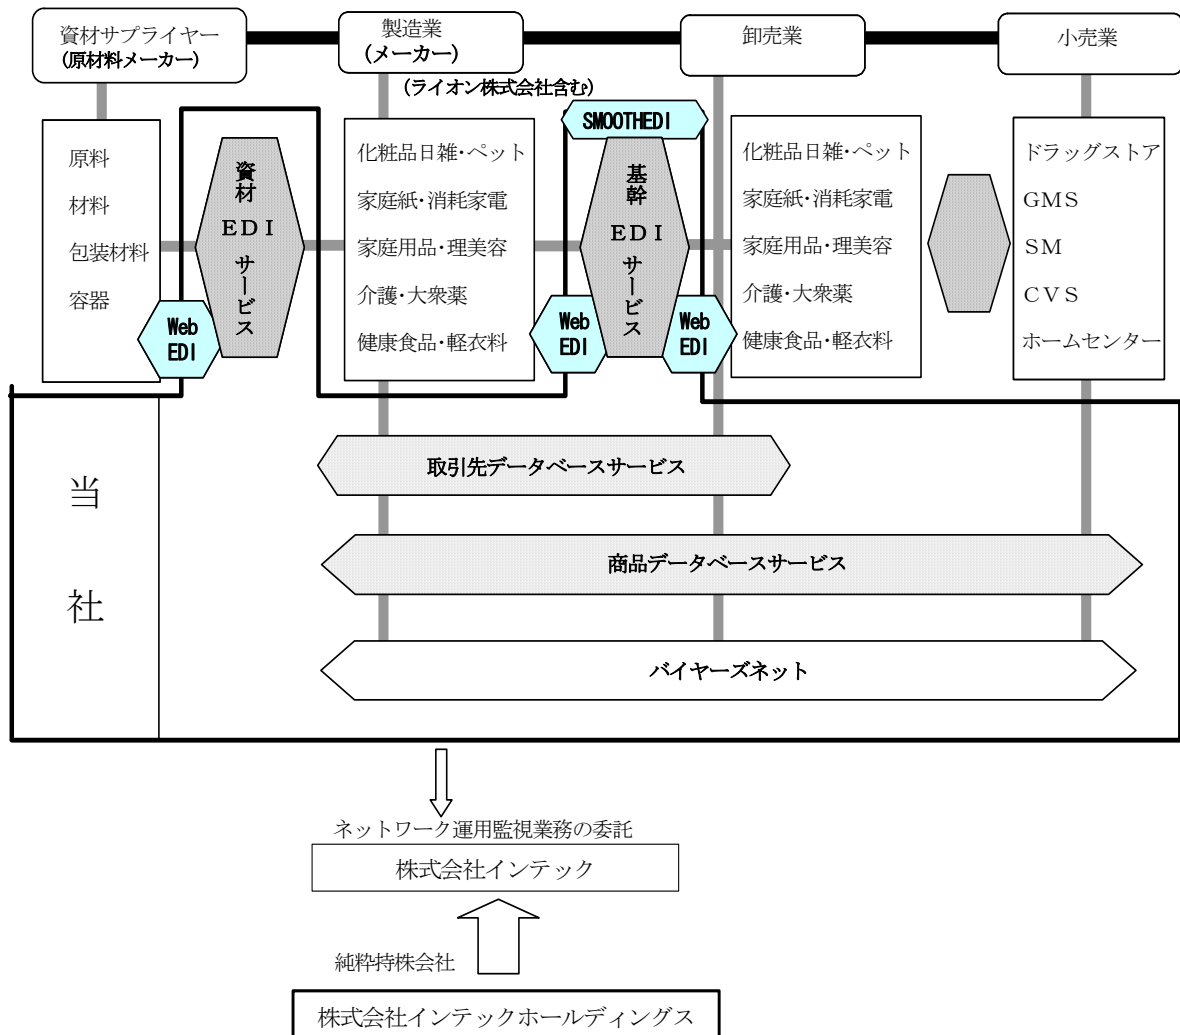 資材サプライヤー
(原材料メーカー)
製造業
(メーカー)
(ライオン株式会社含む)
卸売業
小売業
原料
材料
包装材料
容器
資材
ＥＤＩ
サービス
Web
EDI
化粧品日雑・ペット
家庭紙・消耗家電
家庭用品・理美容
介護・大衆薬
健康食品・軽衣料
SMOOTHEDI
基幹
ＥＤＩ
サービス
Web
EDI
Web
EDI
化粧品日雑・ペット
家庭紙・消耗家電
家庭用品・理美容
介護・大衆薬
健康食品・軽衣料
ドラッグストア
ＧＭＳ
ＳＭ
ＣＶＳ
ホームセンター
当
社
取引先データベースサービス
商品データベースサービス
バイヤーズネット
ネットワーク運用監視業務の委託
株式会社インテック
純粋持株会社
株式会社インテックホールディングス